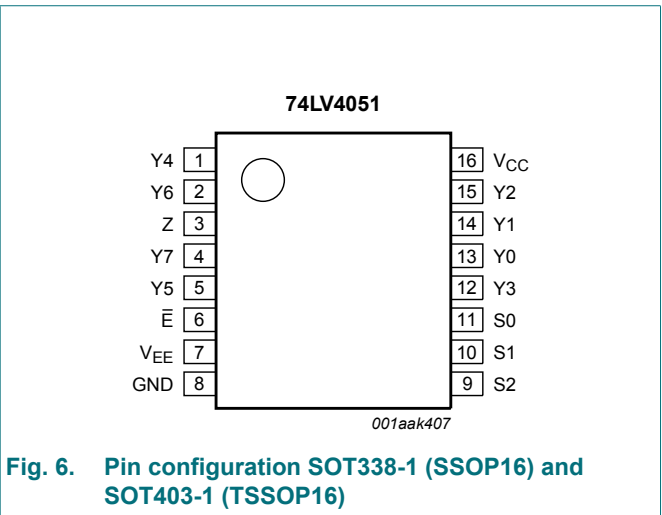 74LV4051
Y4 1 16 VCC
Y6 2 15 Y2
Z 3 14 Y1
Y7 4 13 Y0
Y5 5 12 Y3
E̅ 6 11 S0
VEE 7 10 S1
GND 8 9 S2
001aak407
Fig. 6. Pin configuration SOT338-1 (SSOP16) and
SOT403-1 (TSSOP16)